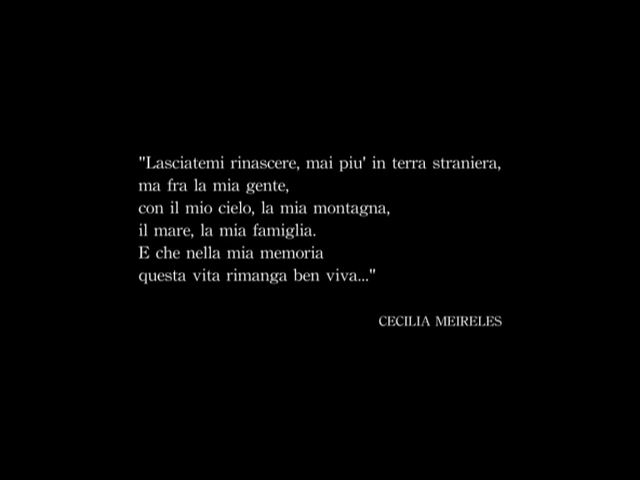 "Lasciatemi rinascere, mai piu' in terra straniera,
ma fra la mia gente,
con il mio cielo, la mia montagna,
il mare, la mia famiglia.
E che nella mia memoria
questa vita rimanga ben viva..."
CECILIA MEIRELES